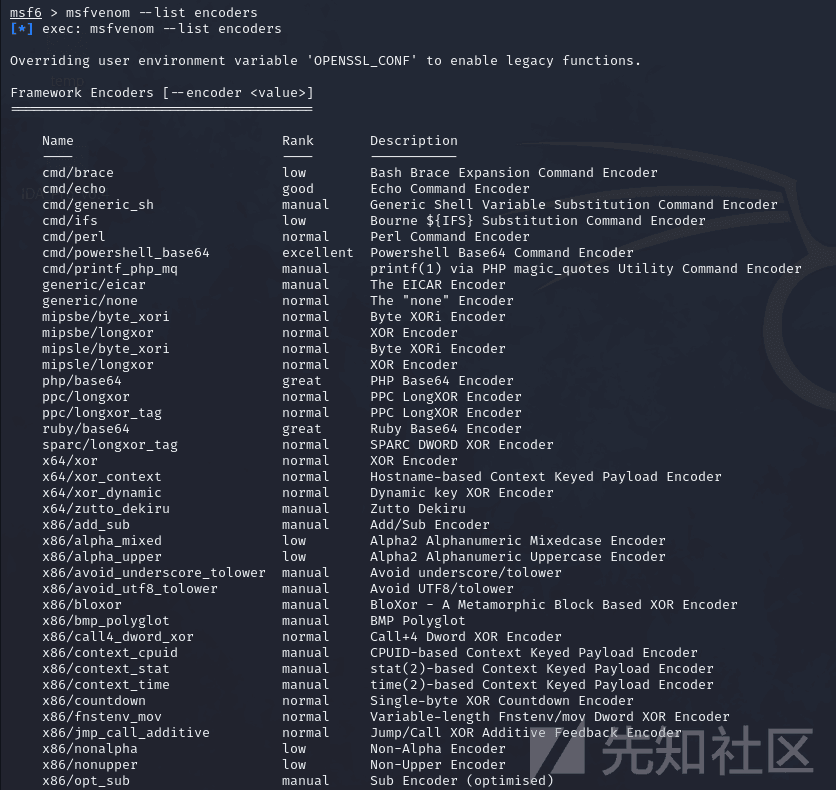 msf6 > msfvenom --list encoders
[*] exec: msfvenom --list encoders
Overriding user environment variable 'OPENSSL_CONF' to enable legacy functions.
Framework Encoders [--encoder <value>]
======================================
Name Rank Description
---- ---- -----------
cmd/brace low Bash Brace Expansion Command Encoder
cmd/echo good Echo Command Encoder
cmd/generic_sh manual Generic Shell Variable Substitution Command Encoder
cmd/ifs low Bourne ${IFS} Substitution Command Encoder
cmd/perl normal Perl Command Encoder
cmd/powershell_base64 excellent Powershell Base64 Command Encoder
cmd/printf_php_mq manual printf(1) via PHP magic_quotes Utility Command Encoder
generic/eicar manual The EICAR Encoder
generic/none normal The "none" Encoder
mipsbe/byte_xori normal Byte XORi Encoder
mipsbe/longxor normal XOR Encoder
mipsle/byte_xori normal Byte XORi Encoder
mipsle/longxor normal XOR Encoder
php/base64 great PHP Base64 Encoder
ppc/longxor normal PPC LongXOR Encoder
ppc/longxor_tag normal PPC LongXOR Encoder
ruby/base64 great Ruby Base64 Encoder
sparc/longxor_tag normal SPARC DWORD XOR Encoder
x64/xor normal XOR Encoder
x64/xor_context normal Hostname-based Context Keyed Payload Encoder
x64/xor_dynamic normal Dynamic key XOR Encoder
x64/zutto_dekiru manual Zutto Dekiru
x86/add_sub manual Add/Sub Encoder
x86/alpha_mixed low Alpha2 Alphanumeric Mixedcase Encoder
x86/alpha_upper low Alpha2 Alphanumeric Uppercase Encoder
x86/avoid_underscore_tolower manual Avoid underscore/tolower
x86/avoid_utf8_tolower manual Avoid UTF8/tolower
x86/bloxor manual BloXor - A Metamorphic Block Based XOR Encoder
x86/bmp_polyglot manual BMP Polyglot
x86/call4_dword_xor normal Call+4 Dword XOR Encoder
x86/context_cpuid manual CPUID-based Context Keyed Payload Encoder
x86/context_stat manual stat(2)-based Context Keyed Payload Encoder
x86/context_time manual time(2)-based Context Keyed Payload Encoder
x86/countdown normal Single-byte XOR Countdown Encoder
x86/fnstenv_mov normal Variable-length Fnstenv/mov Dword XOR Encoder
x86/jmp_call_additive normal Jump/Call XOR Additive Feedback Encoder
x86/nonalpha low Non-Alpha Encoder
x86/nonupper low Non-Upper Encoder
x86/opt_sub manual Sub Encoder (optimised)
先知社区